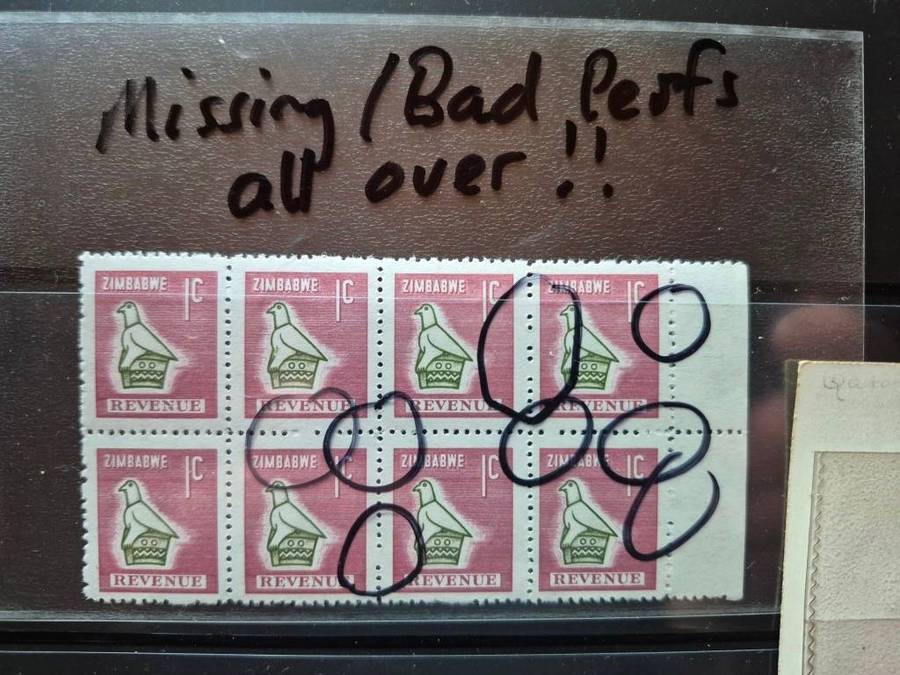 Missing / Bad Perfs
all over !!
ZIMBABWE 1C ZIMBABWE 1C ZIMBABWE 1C ZIMBABWE 1C
REVENUE REVENUE REVENUE REVENUE
ZIMBABWE 1C ZIMBABWE 1C ZIMBABWE 1C ZIMBABWE 1C
REVENUE REVENUE REVENUE REVENUE